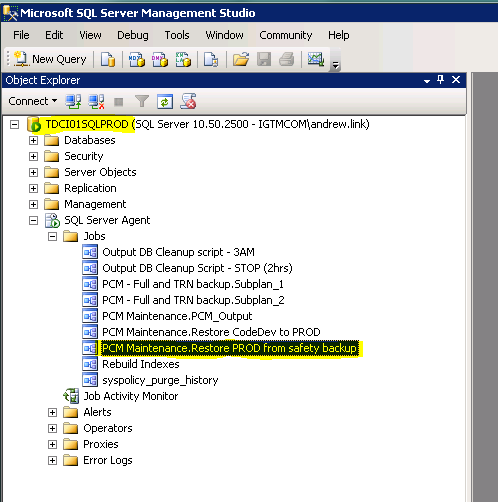 Microsoft SQL Server Management Studio
File Edit View Debug Tools Window Community Help
New Query
Object Explorer
Connect
TDCI01SQLPROD (SQL Server 10.50.2500 - IGTMCOM\andrew.link)
Databases
Security
Server Objects
Replication
Management
SQL Server Agent
Jobs
Output DB Cleanup script - 3AM
Output DB Cleanup Script - STOP (2hrs)
PCM - Full and TRN backup.Subplan_1
PCM - Full and TRN backup.Subplan_2
PCM Maintenance.PCM_Output
PCM Maintenance.Restore CodeDev to PROD
PCM Maintenance.Restore PROD from safety backup
Rebuild Indexes
syspolicy_purge_history
Job Activity Monitor
Alerts
Operators
Proxies
Error Logs